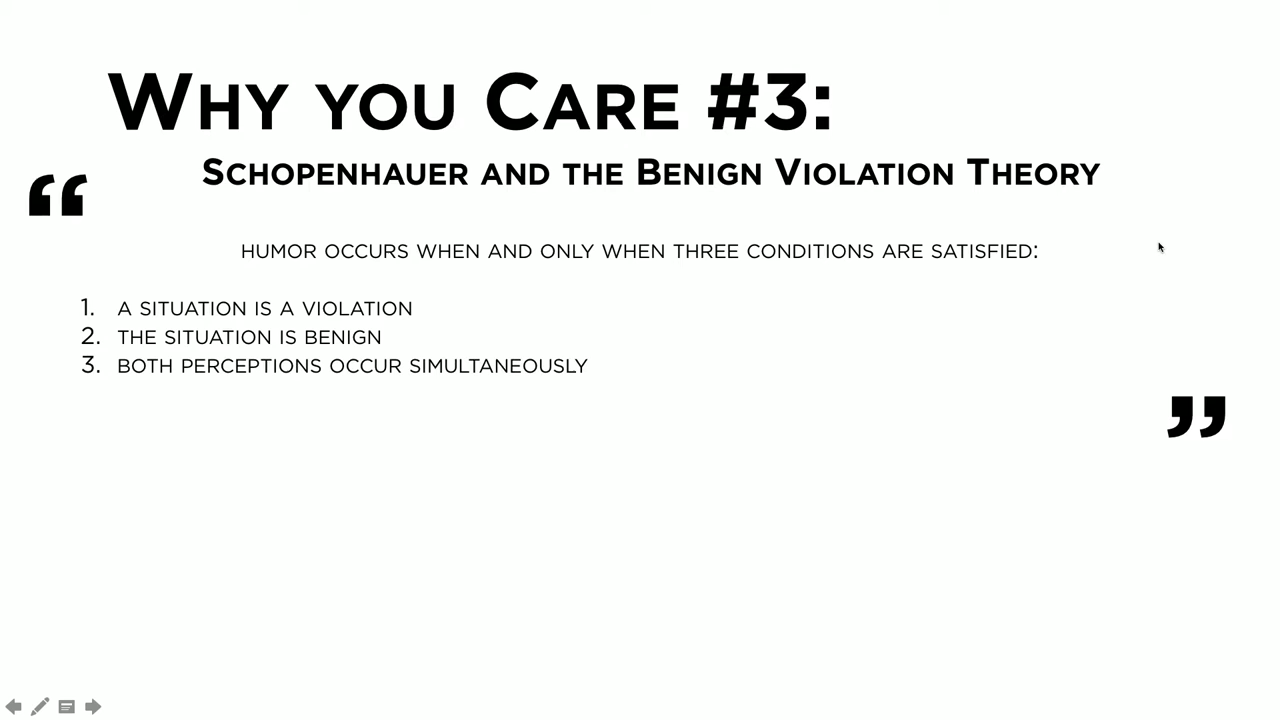 Why you Care #3:
Schopenhauer and the Benign Violation Theory
“
humor occurs when and only when three conditions are satisfied:
1. a situation is a violation
2. the situation is benign
3. both perceptions occur simultaneously
”